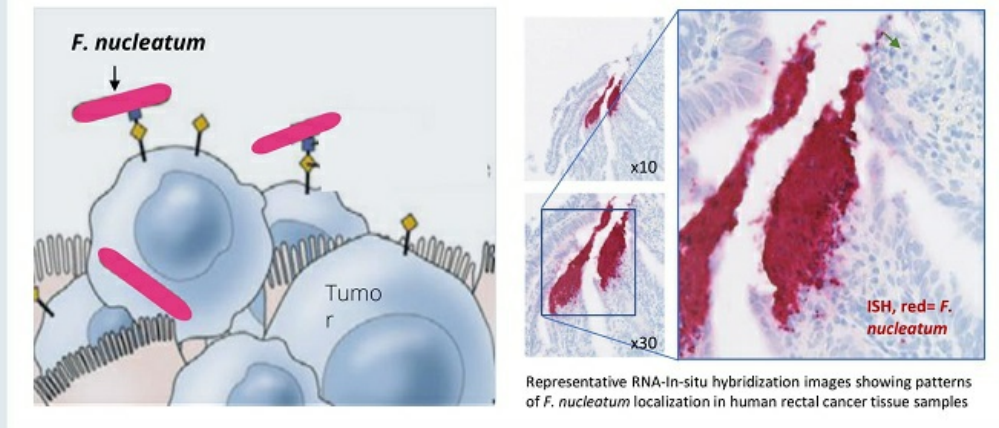 F. nucleatum
Tumo
r
x10
x30
ISH, red= F.
nucleatum
Representative RNA-In-situ hybridization images showing patterns
of F. nucleatum localization in human rectal cancer tissue samples